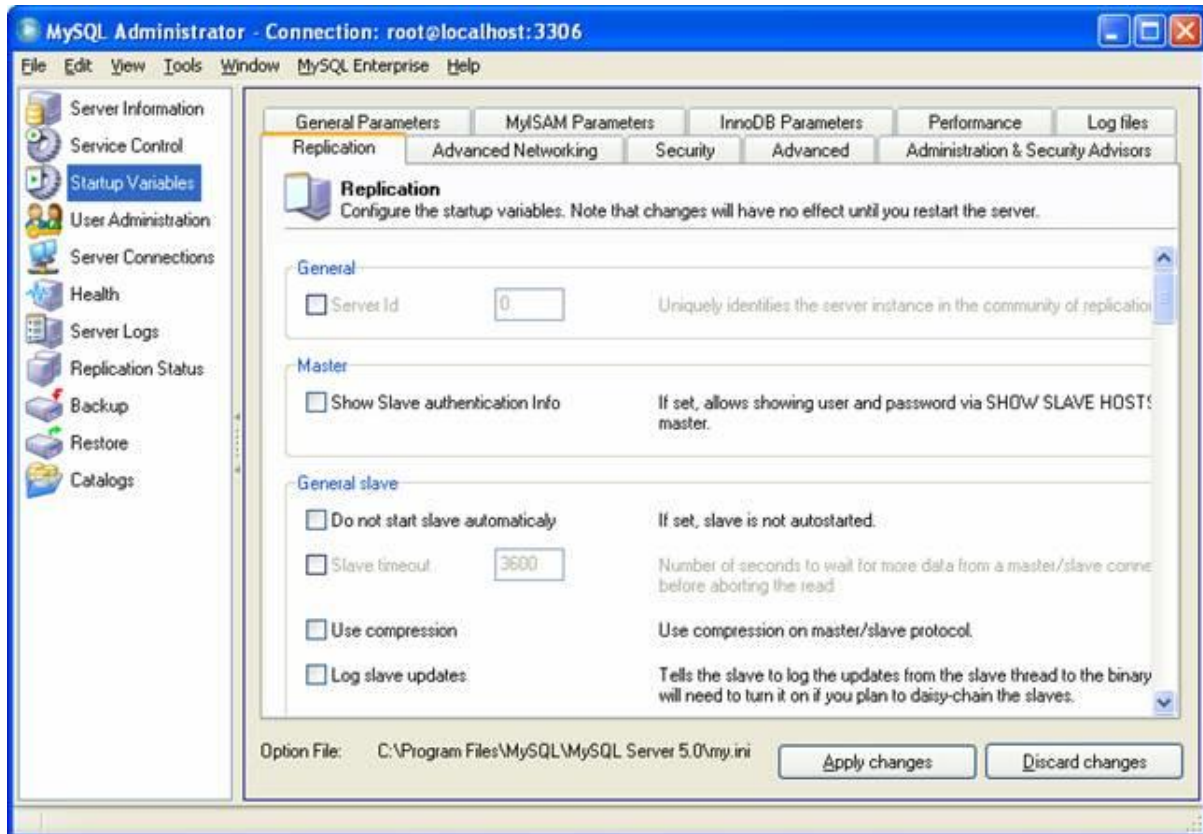 MySQL Administrator - Connection: root@localhost:3306
File Edit View Tools Window MySQL Enterprise Help
Server Information
Service Control
Startup Variables
User Administration
Server Connections
Health
Server Logs
Replication Status
Backup
Restore
Catalogs
General Parameters MyISAM Parameters InnoDB Parameters Performance Log files
Replication Advanced Networking Security Advanced Administration & Security Advisors
Replication
Configure the startup variables. Note that changes will have no effect until you restart the server.
General
Server Id 0 Uniquely identifies the server instance in the community of replication
Master
Show Slave authentication Info If set, allows showing user and password via SHOW SLAVE HOSTS
master.
General slave
Do not start slave automaticaly If set, slave is not autostarted.
Slave timeout 3600 Number of seconds to wait for more data from a master/slave conne
before aborting the read
Use compression Use compression on master/slave protocol.
Log slave updates Tells the slave to log the updates from the slave thread to the binary
will need to turn it on if you plan to daisy-chain the slaves.
Option File: C:\Program Files\MySQL\MySQL Server 5.0\my.ini Apply changes Discard changes